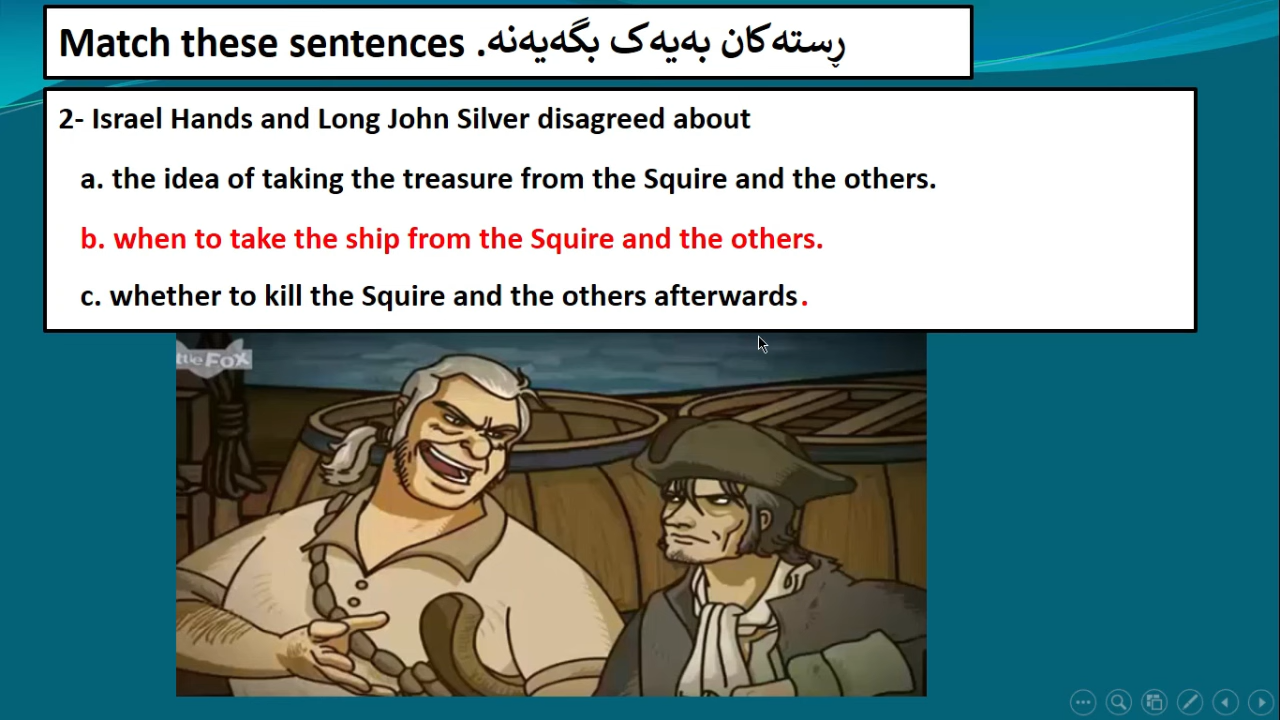 Match these sentences .ڕستەکان بەیەک بگەیەنە
2- Israel Hands and Long John Silver disagreed about
a. the idea of taking the treasure from the Squire and the others.
b. when to take the ship from the Squire and the others.
c. whether to kill the Squire and the others afterwards.
ttle Fox